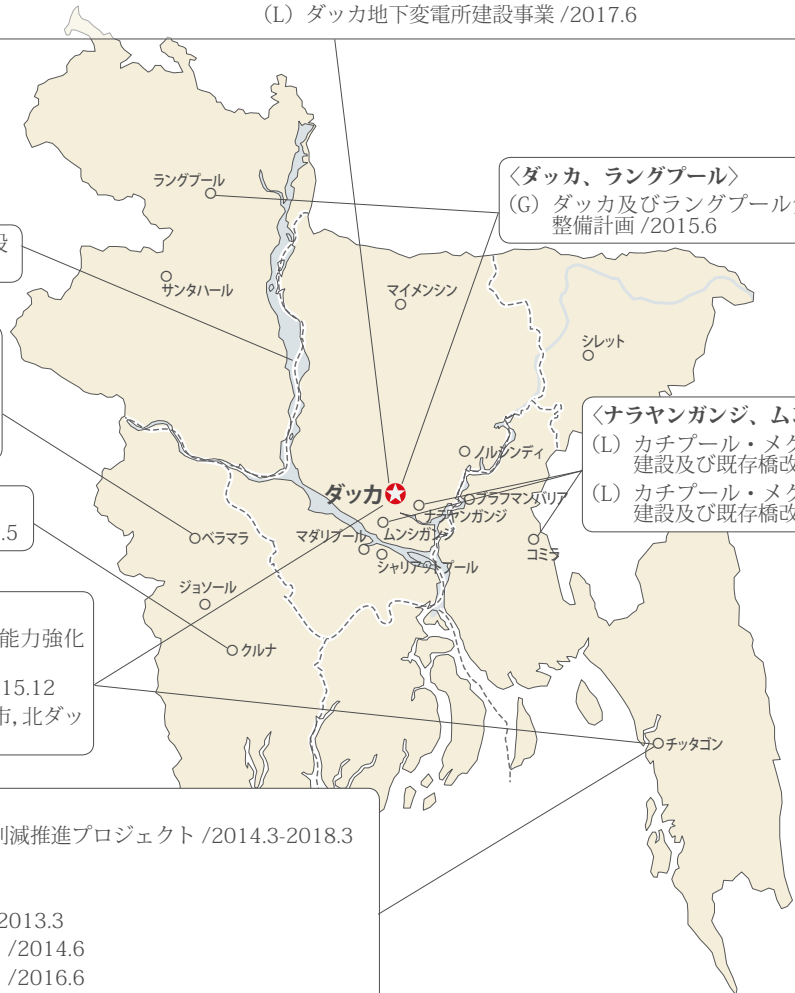 (L) ダッカ地下変電所建設事業 /2017.6
ラングプール
〈ダッカ、ラングプール〉
(G) ダッカ及びラングプール
整備計画 /2015.6
設
サンタハール
マイメンシン
シレット
〈ナラヤンガンジ、ム
(L) カチプール・メグ
建設及び既存橋改
(L) カチプール・メグ
建設及び既存橋改
ノルシンディ
ダッカ
ブラフマンバリア
ナラヤンガンジ
ムンシガンジ
マダリプール
シャリアットプール
コミラ
ベラマラ
.5
ジョソール
クルナ
能力強化
15.12
市, 北ダッ
チッタゴン
削減推進プロジェクト /2014.3-2018.3
2013.3
/2014.6
/2016.6